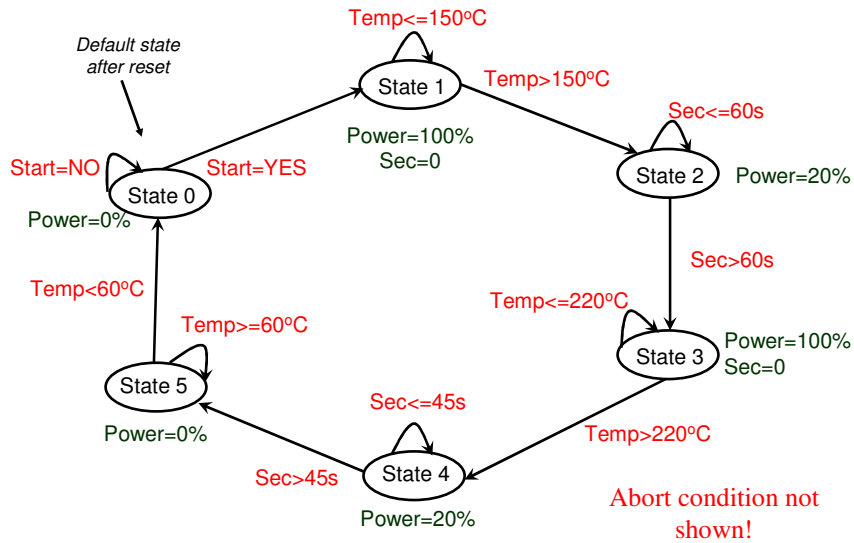 Temp<=150ºC
Default state
after reset
State 1
Temp>150ºC
Sec<=60s
Power=100%
Sec=0
Start=NO
Start=YES
State 0
State 2
Power=20%
Power=0%
Sec>60s
Temp<60ºC
Temp<=220ºC
Temp>=60ºC
State 3
Power=100%
Sec=0
State 5
Sec<=45s
Power=0%
Temp>220ºC
Sec>45s
State 4
Power=20%
Abort condition not
shown!